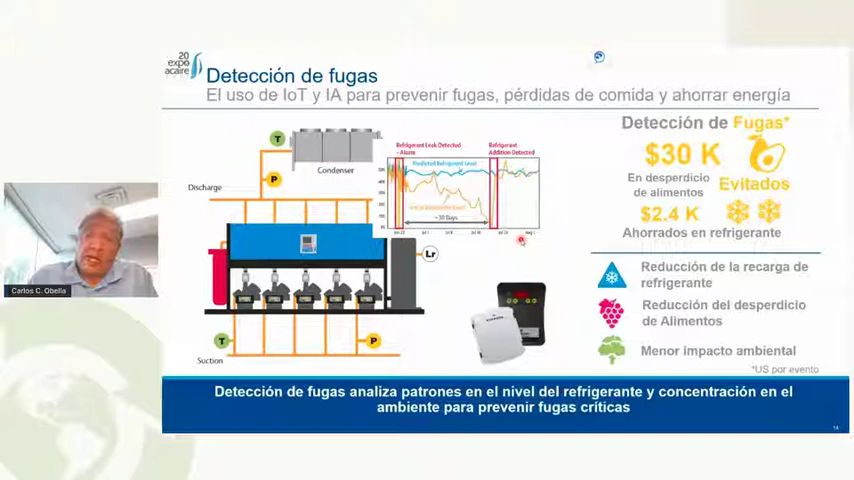 20
expo
acaire
Detección de fugas
El uso de IoT y IA para prevenir fugas, pérdidas de comida y ahorrar energía
T
P
Condenser
Discharge
Lr
T
P
Suction
Refrigerant Leak Detected
- Alarm
Refrigerant
Addition Detected
Predicted Refrigerant Level
~30 Days
Detección de Fugas*
$30 K
En desperdicio
de alimentos
Evitados
$2.4 K
Ahorrados en refrigerante
Reducción de la recarga de
refrigerante
Reducción del desperdicio
de Alimentos
Menor impacto ambiental
*US por evento
Carlos C. Obella
Detección de fugas analiza patrones en el nivel del refrigerante y concentración en el
ambiente para prevenir fugas críticas
14